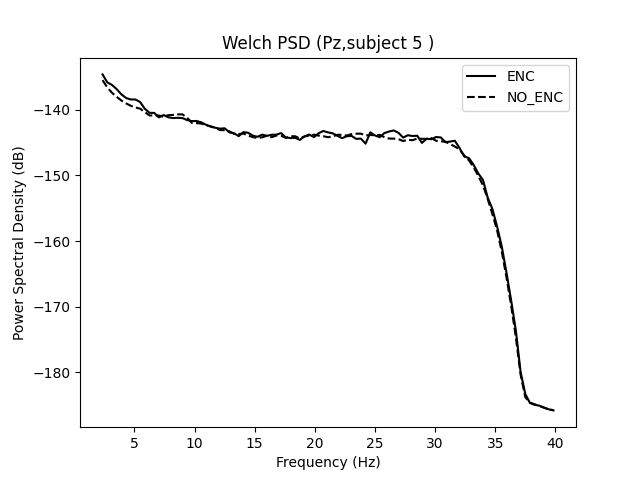 Welch PSD (Pz,subject 5 )
ENC
NO_ENC
Power Spectral Density (dB)
−140
−150
−160
−170
−180
5 10 15 20 25 30 35 40
Frequency (Hz)